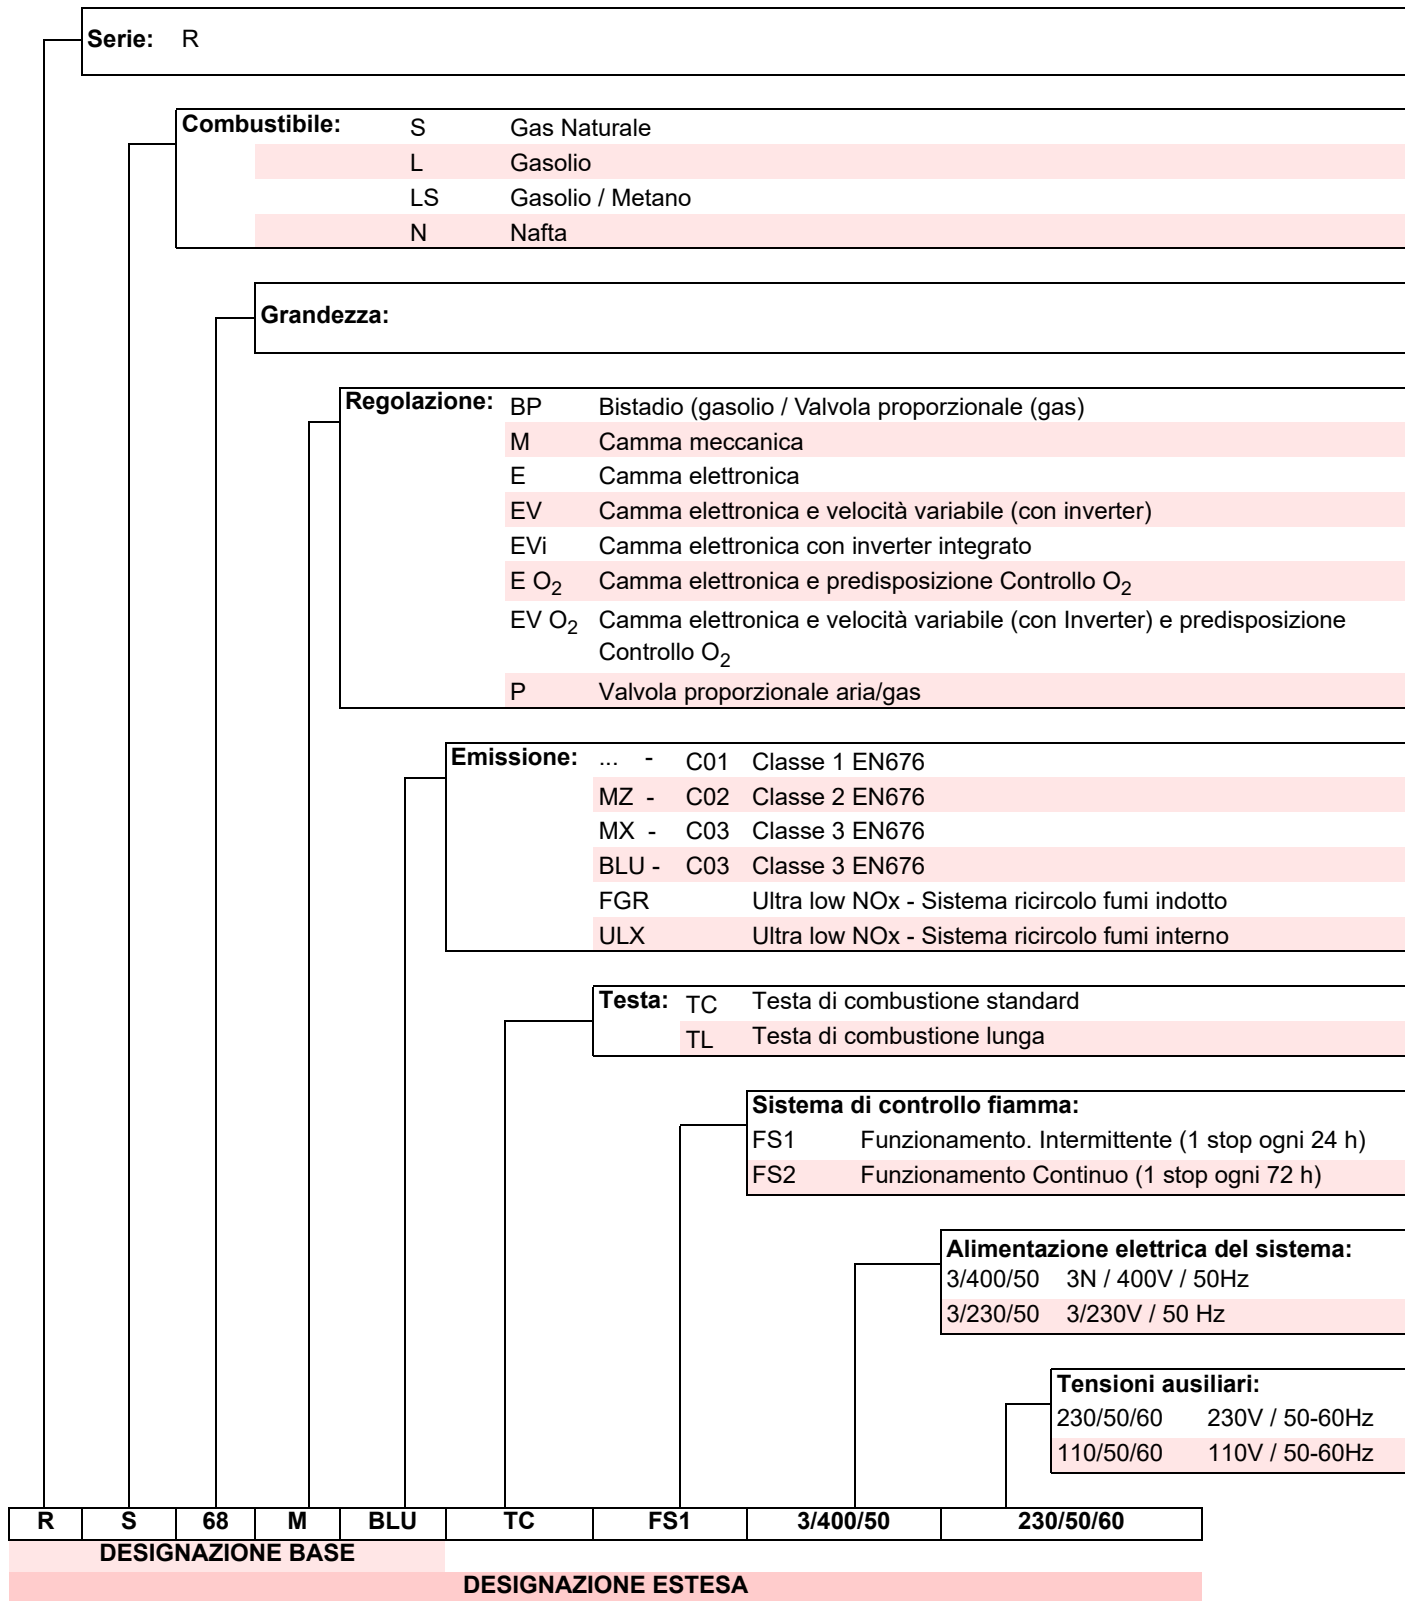 Serie: R
Combustibile: S Gas Naturale
L Gasolio
LS Gasolio / Metano
N Nafta
Grandezza:
Regolazione: BP Bistadio (gasolio / Valvola proporzionale (gas)
M Camma meccanica
E Camma elettronica
EV Camma elettronica e velocità variabile (con inverter)
EVi Camma elettronica con inverter integrato
E O2 Camma elettronica e predisposizione Controllo O2
EV O2 Camma elettronica e velocità variabile (con Inverter) e predisposizione
Controllo O2
P Valvola proporzionale aria/gas
Emissione: ... - C01 Classe 1 EN676
MZ - C02 Classe 2 EN676
MX - C03 Classe 3 EN676
BLU - C03 Classe 3 EN676
FGR Ultra low NOx - Sistema ricircolo fumi indotto
ULX Ultra low NOx - Sistema ricircolo fumi interno
Testa: TC Testa di combustione standard
TL Testa di combustione lunga
Sistema di controllo fiamma:
FS1 Funzionamento. Intermittente (1 stop ogni 24 h)
FS2 Funzionamento Continuo (1 stop ogni 72 h)
Alimentazione elettrica del sistema:
3/400/50 3N / 400V / 50Hz
3/230/50 3/230V / 50 Hz
Tensioni ausiliari:
230/50/60 230V / 50-60Hz
110/50/60 110V / 50-60Hz
R S 68 M BLU TC FS1 3/400/50 230/50/60
DESIGNAZIONE BASE
DESIGNAZIONE ESTESA